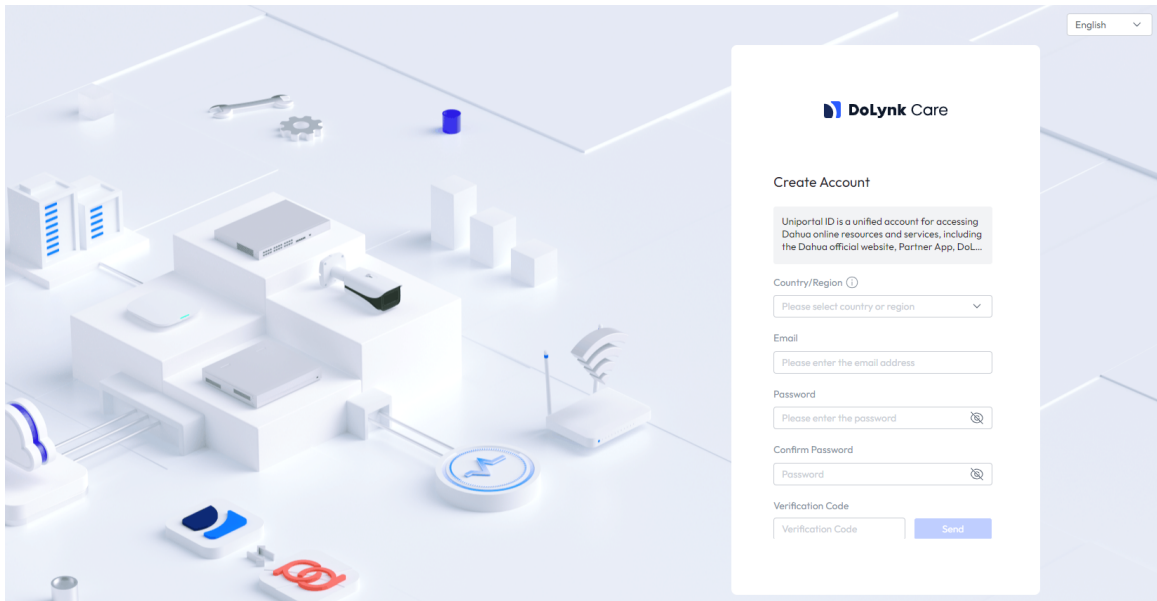 English
DoLynk Care
Create Account
Uniportal ID is a unified account for accessing
Dahua online resources and services, including
the Dahua official website, Partner App, DoL...
Country/Region
Please select country or region
Email
Please enter the email address
Password
Please enter the password
Confirm Password
Password
Verification Code
Verification Code
Send